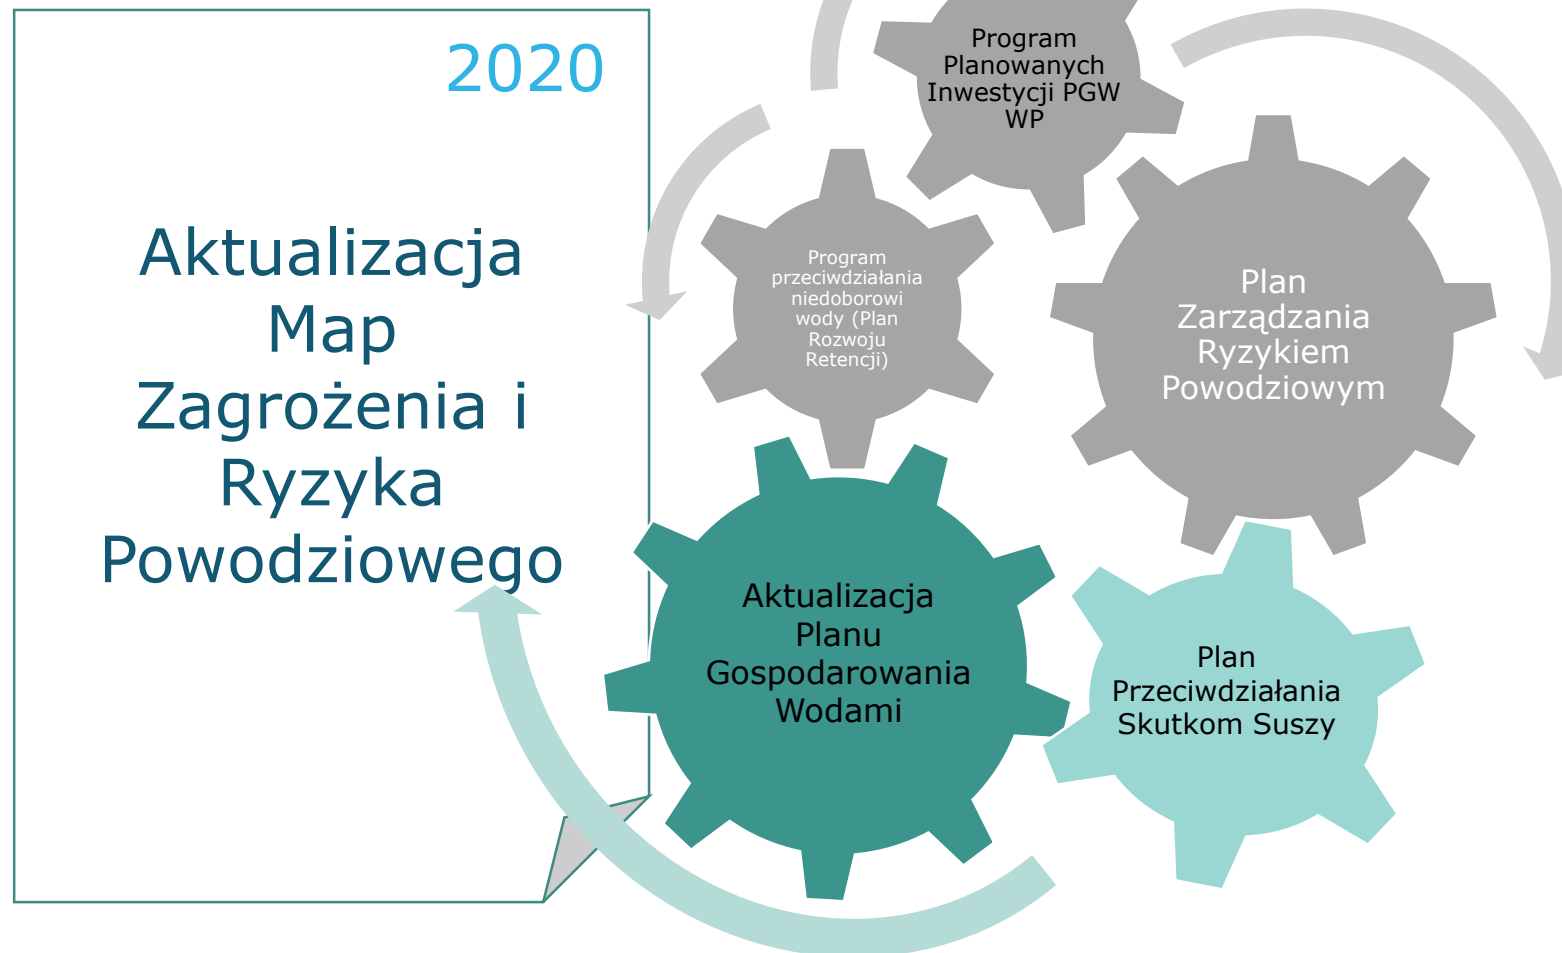 2020
Aktualizacja
Map
Zagrożenia i
Ryzyka
Powodziowego
Program
Planowanych
Inwestycji PGW
WP
Program
przeciwdziałania
niedoborowi
wody (Plan
Rozwoju
Retencji)
Plan
Zarządzania
Ryzykiem
Powodziowym
Aktualizacja
Planu
Gospodarowania
Wodami
Plan
Przeciwdziałania
Skutkom Suszy